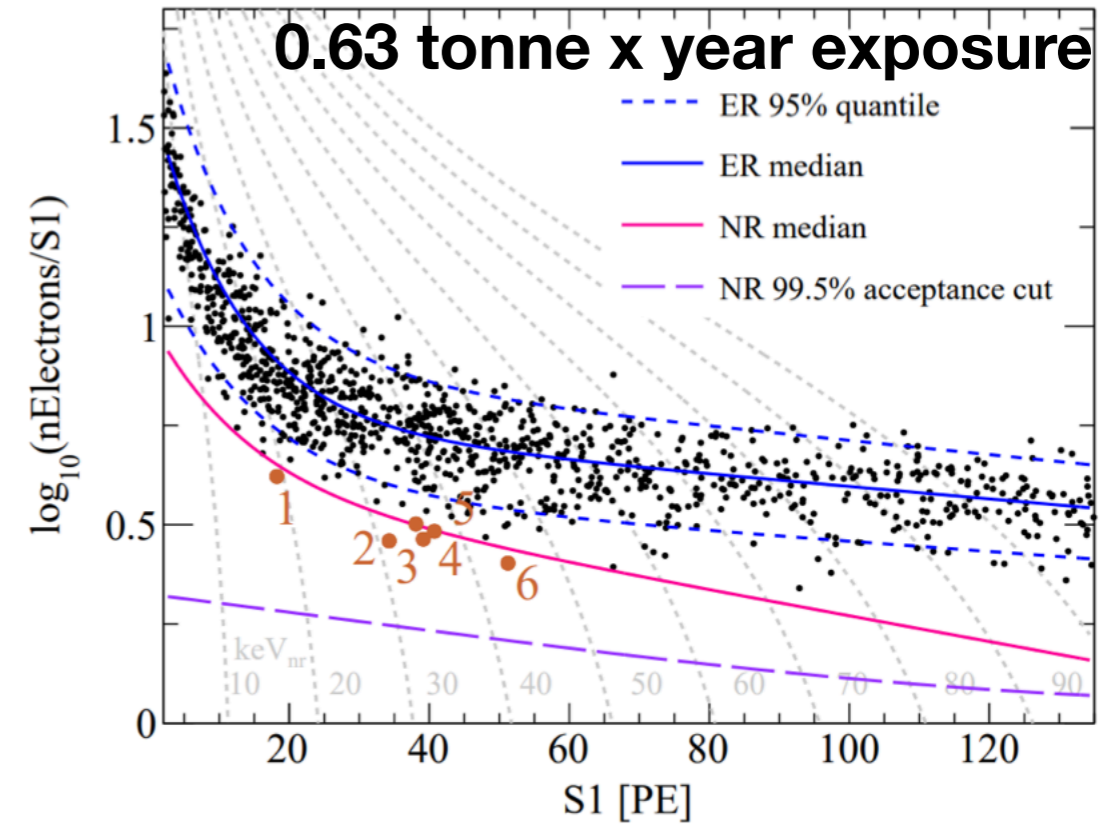 0.63 tonne x year exposure
ER 95% quantile
ER median
NR median
NR 99.5% acceptance cut
log10(nElectrons/S1)
1.5
1
0.5
0
1
2
3
4
5
6
keVnr
10 20 30 40 50 60 70 80 90
20 40 60 80 100 120
S1 [PE]